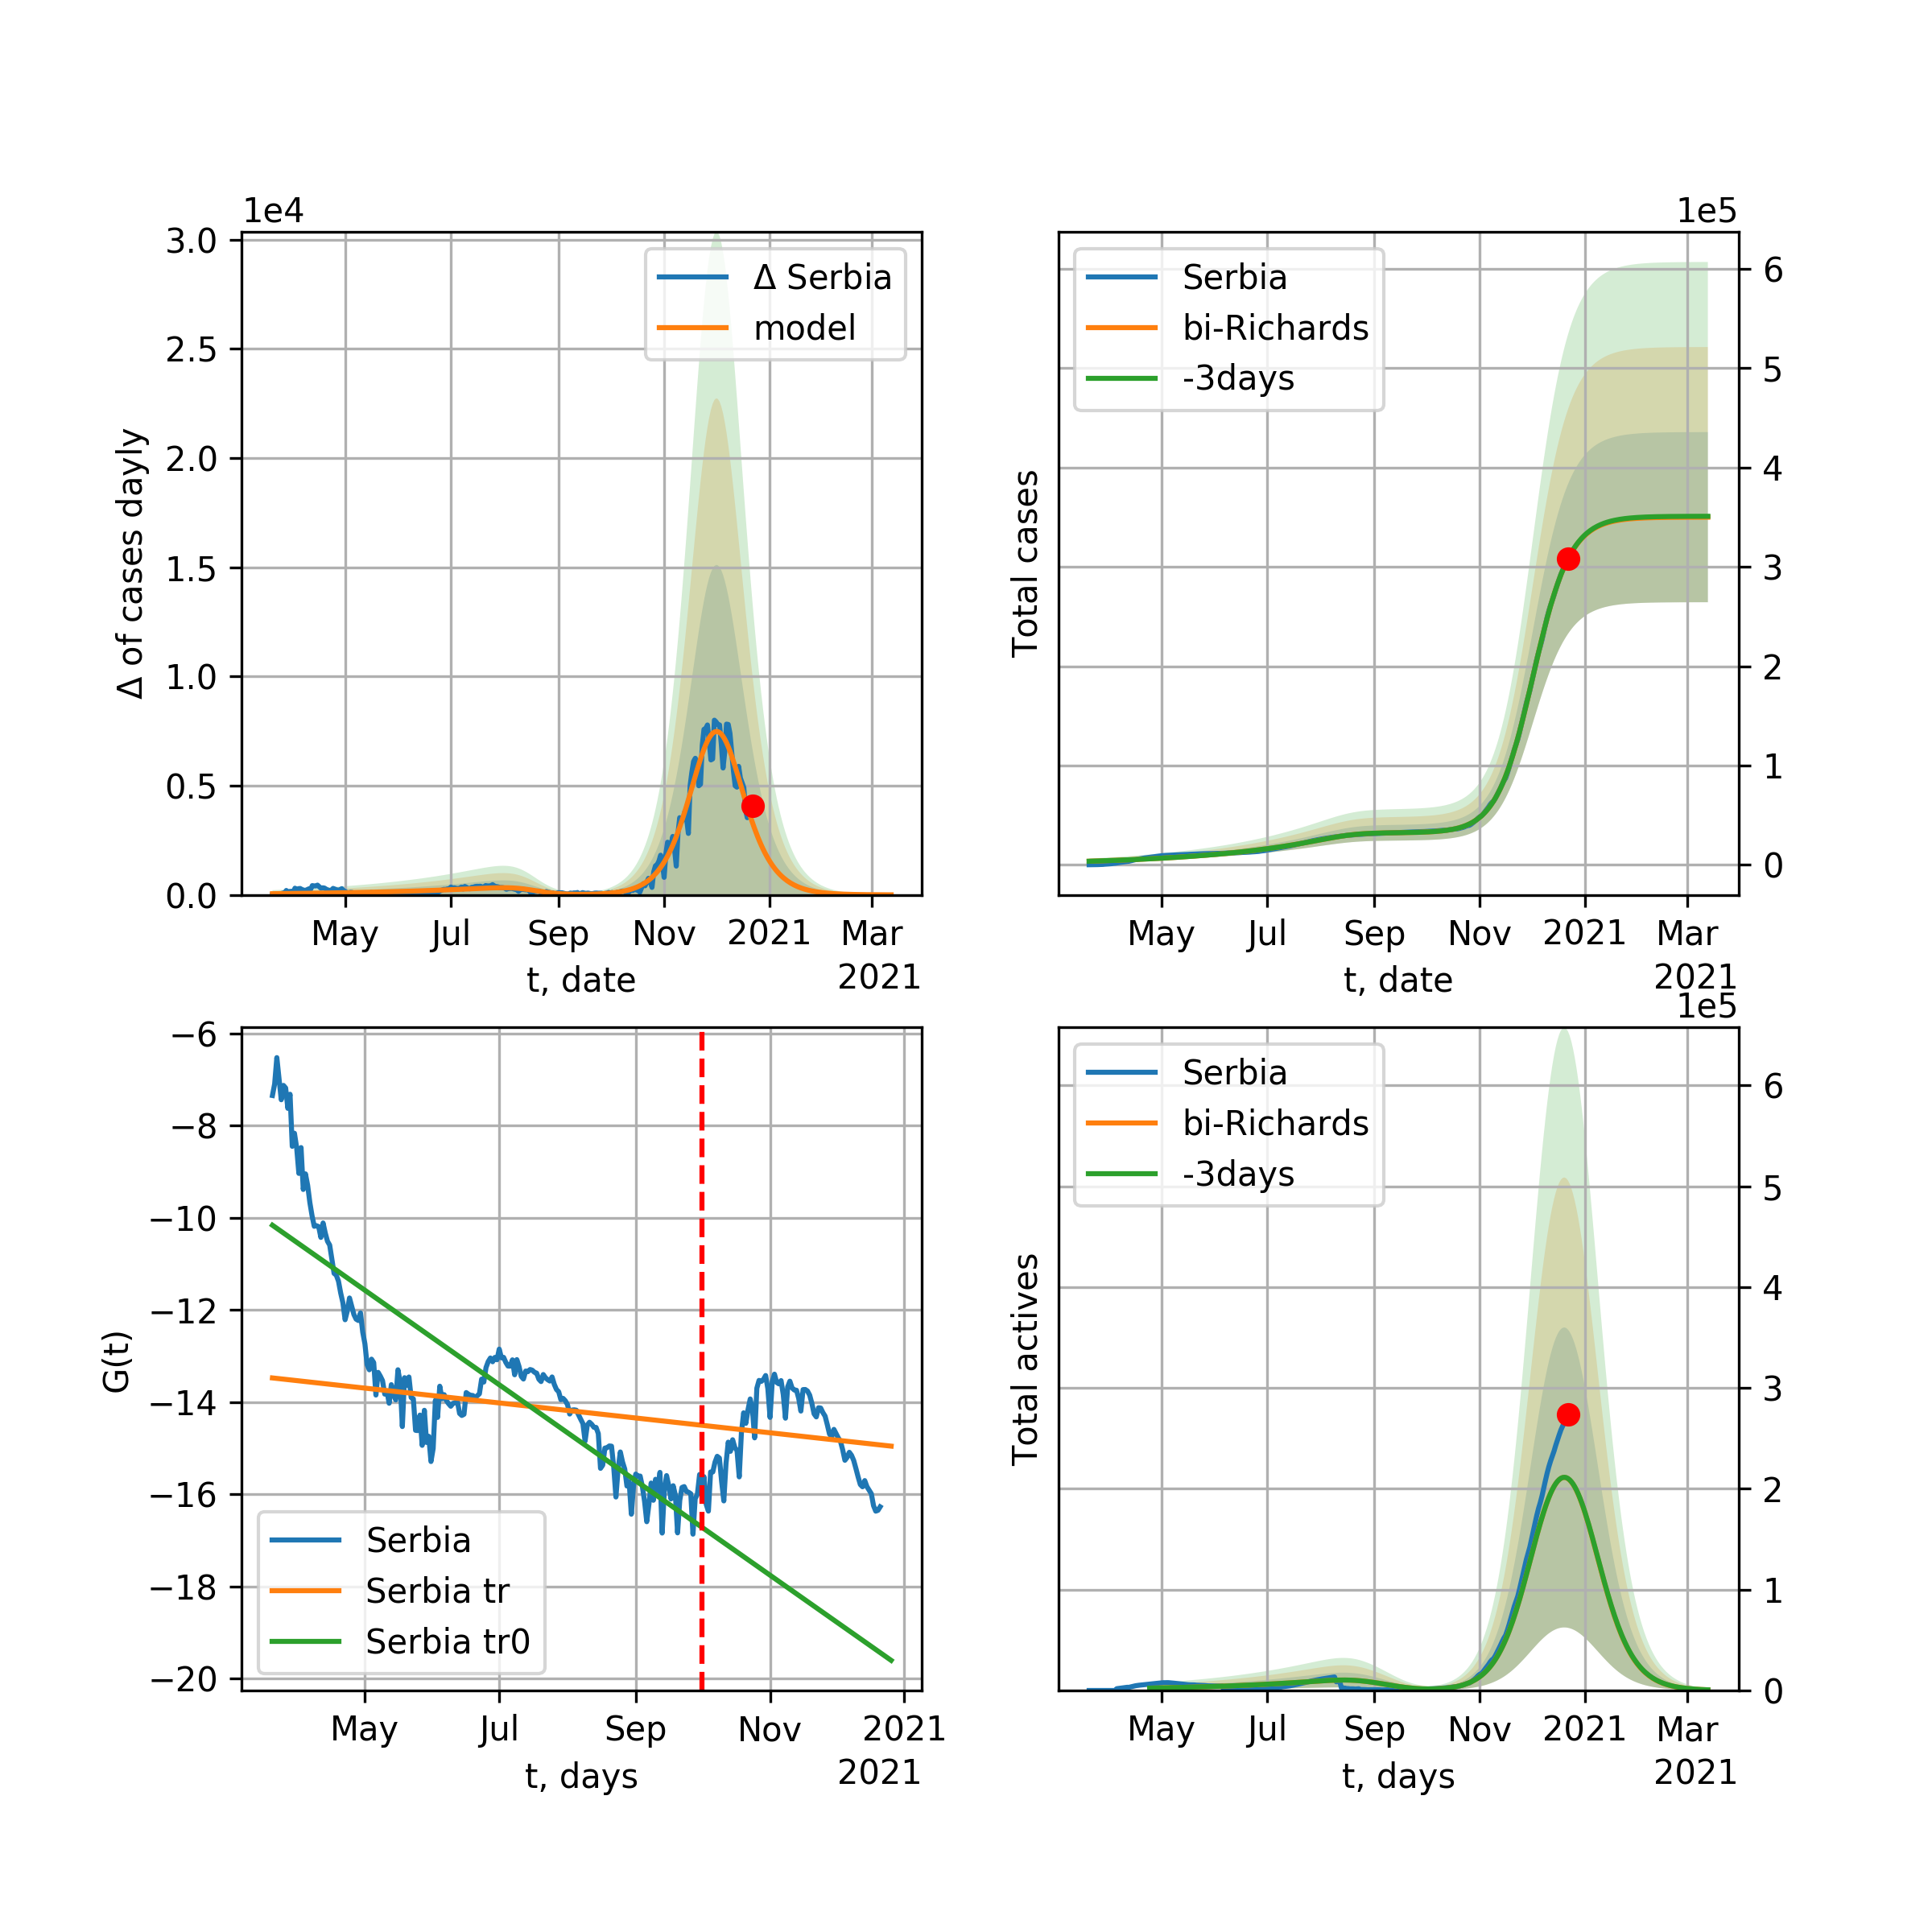 1e4
3.0
2.5
2.0
1.5
1.0
0.5
0.0
Δ of cases dayly
Δ Serbia
model
May Jul Sep Nov 2021 Mar
t, date
2021
1e5
6
5
4
3
2
1
0
Total cases
Serbia
bi-Richards
-3days
May Jul Sep Nov 2021 Mar
t, date
2021
−6
−8
−10
−12
−14
−16
−18
−20
G(t)
Serbia
Serbia tr
Serbia tr0
May Jul Sep Nov 2021
t, days
2021
1e5
6
5
4
3
2
1
0
Total actives
Serbia
bi-Richards
-3days
May Jul Sep Nov 2021 Mar
t, days
2021